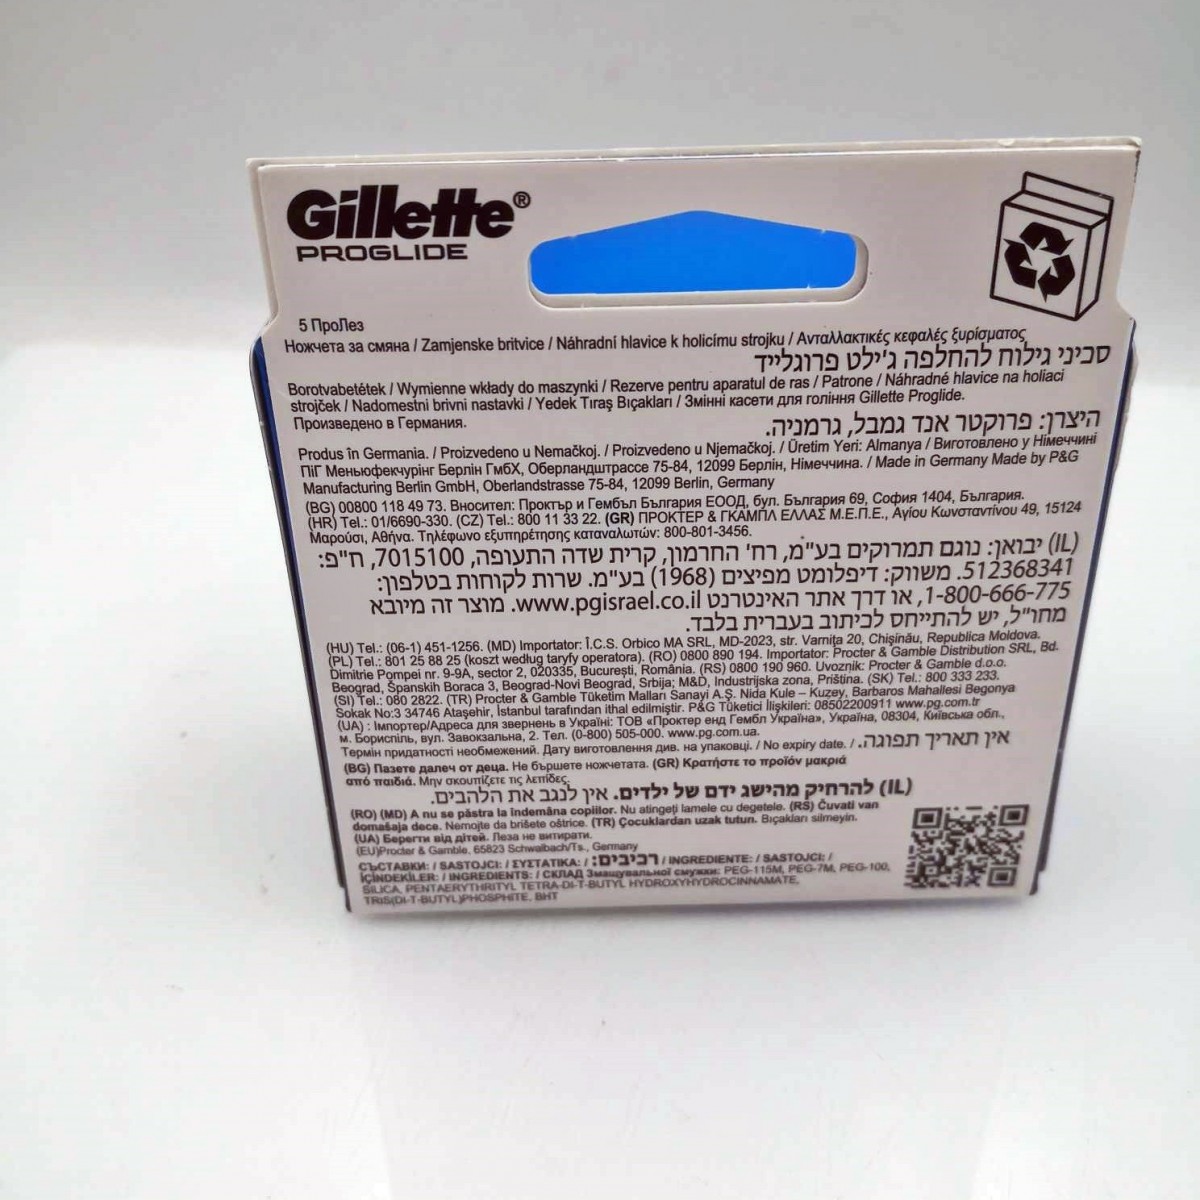 Gillette®
PROGLIDE
5 ПроЛез
Ножчета за смяна / Zamjenske britvice / Náhradní hlavice k holicímu strojku / Ανταλλακτικές κεφαλές ξυρίσματος
סכיני גילוח להחלפה ג'ילט פרוגלייד
Borotvabetétek / Wymienne wkłady do maszynki / Rezerve pentru aparatul de ras / Patrone / Náhradné hlavice na holiaci
strojček / Nadomestni brivni nastavki / Yedek Tıraş Bıçakları / Змінні касети для гоління Gillette Proglide.
Произведено в Германия.
היצרן: פרוקטר אנד גמבל, גרמניה.
Produs în Germania. / Proizvedeno u Nemačkoj. / Proizvedeno u Njemačkoj. / Üretim Yeri: Almanya / Виготовлено у Німеччині
ПіГ Меньюфекчурінг Берлін ГмбХ, Оберландштрассе 75-84, 12099 Берлін, Німеччина. / Made in Germany Made by P&G
Manufacturing Berlin GmbH, Oberlandstrasse 75-84, 12099 Berlin, Germany
(BG) 00800 118 49 73. Вносител: Проктър и Гембъл България ЕООД, бул. България 69, София 1404, България.
(HR) Tel.: 01/6690-330. (CZ) Tel.: 800 11 33 22. (GR) ΠΡΟΚΤΕΡ & ΓΚΑΜΠΛ ΕΛΛΑΣ Μ.Ε.Π.Ε., Αγίου Κωνσταντίνου 49, 15124
Μαρούσι, Αθήνα. Τηλέφωνο εξυπηρέτησης καταναλωτών: 800-801-3456.
(IL) יבואן: נוגם תמרוקים בע"מ, רח' החרמון, קרית שדה התעופה, 7015100, ח"פ:
512368341. משווק: דיפלומט מפיצים (1968) בע"מ. שרות לקוחות בטלפון:
1-800-666-775, או דרך אתר האינטרנט www.pgisrael.co.il. מוצר זה מיובא
מחו"ל, יש להתייחס לכיתוב בעברית בלבד.
(HU) Tel.: (06-1) 451-1256. (MD) Importator: Î.C.S. Orbico MA SRL, MD-2023, str. Varnița 20, Chișinău, Republica Moldova.
(PL) Tel.: 801 25 88 25 (koszt według taryfy operatora). (RO) 0800 890 194. Importator: Procter & Gamble Distribution SRL, Bd.
Dimitrie Pompei nr. 9-9A, sector 2, 020335, București, România. (RS) 0800 190 960. Uvoznik: Procter & Gamble d.o.o.
Beograd, Španskih Boraca 3, Beograd-Novi Beograd, Srbija; M&D, Industrijska zona, Priština. (SK) Tel.: 800 333 233.
(SI) Tel.: 080 2822. (TR) Procter & Gamble Tüketim Malları Sanayi A.Ş. Nida Kule – Kuzey, Barbaros Mahallesi Begonya
Sokak No:3 34746 Ataşehir, İstanbul tarafından ithal edilmiştir. P&G Tüketici İlişkileri: 08502200911 www.pg.com.tr
(UA) : Імпортер/Адреса для звернень в Україні: ТОВ «Проктер енд Гембл Україна», Україна, 08304, Київська обл.,
м. Бориспіль, вул. Завокзальна, 2. Тел. (0-800) 505-000. www.pg.com.ua.
Термін придатності необмежений. Дату виготовлення див. на упаковці. / No expiry date. / אין תאריך תפוגה.
(BG) Пазете далеч от деца. Не бършете ножчетата. (GR) Κρατήστε το προϊόν μακριά
από παιδιά. Μην σκουπίζετε τις λεπίδες.
(IL) להרחיק מהישג ידם של ילדים. אין לנגב את הלהבים.
(RO) (MD) A nu se păstra la îndemâna copiilor. Nu atingeți lamele cu degetele. (RS) Čuvati van
domašaja dece. Nemojte da brišete oštrice. (TR) Çocuklardan uzak tutun. Bıçakları silmeyin.
(UA) Берегти від дітей. Леза не витирати.
(EU)Procter & Gamble, 65823 Schwalbach/Ts., Germany
СЪСТАВКИ: / SASTOJCI: / ΣΥΣΤΑΤΙΚΑ: / רכיבים: / INGREDIENTE: / SASTOJCI: /
İÇİNDEKİLER: / INGREDIENTS: / СКЛАД Змащувальної смужки: PEG-115M, PEG-7M, PEG-100,
SILICA, PENTAERYTHRITYL TETRA-DI-T-BUTYL HYDROXYHYDROCINNAMATE,
TRIS(DI-T-BUTYL)PHOSPHITE, BHT